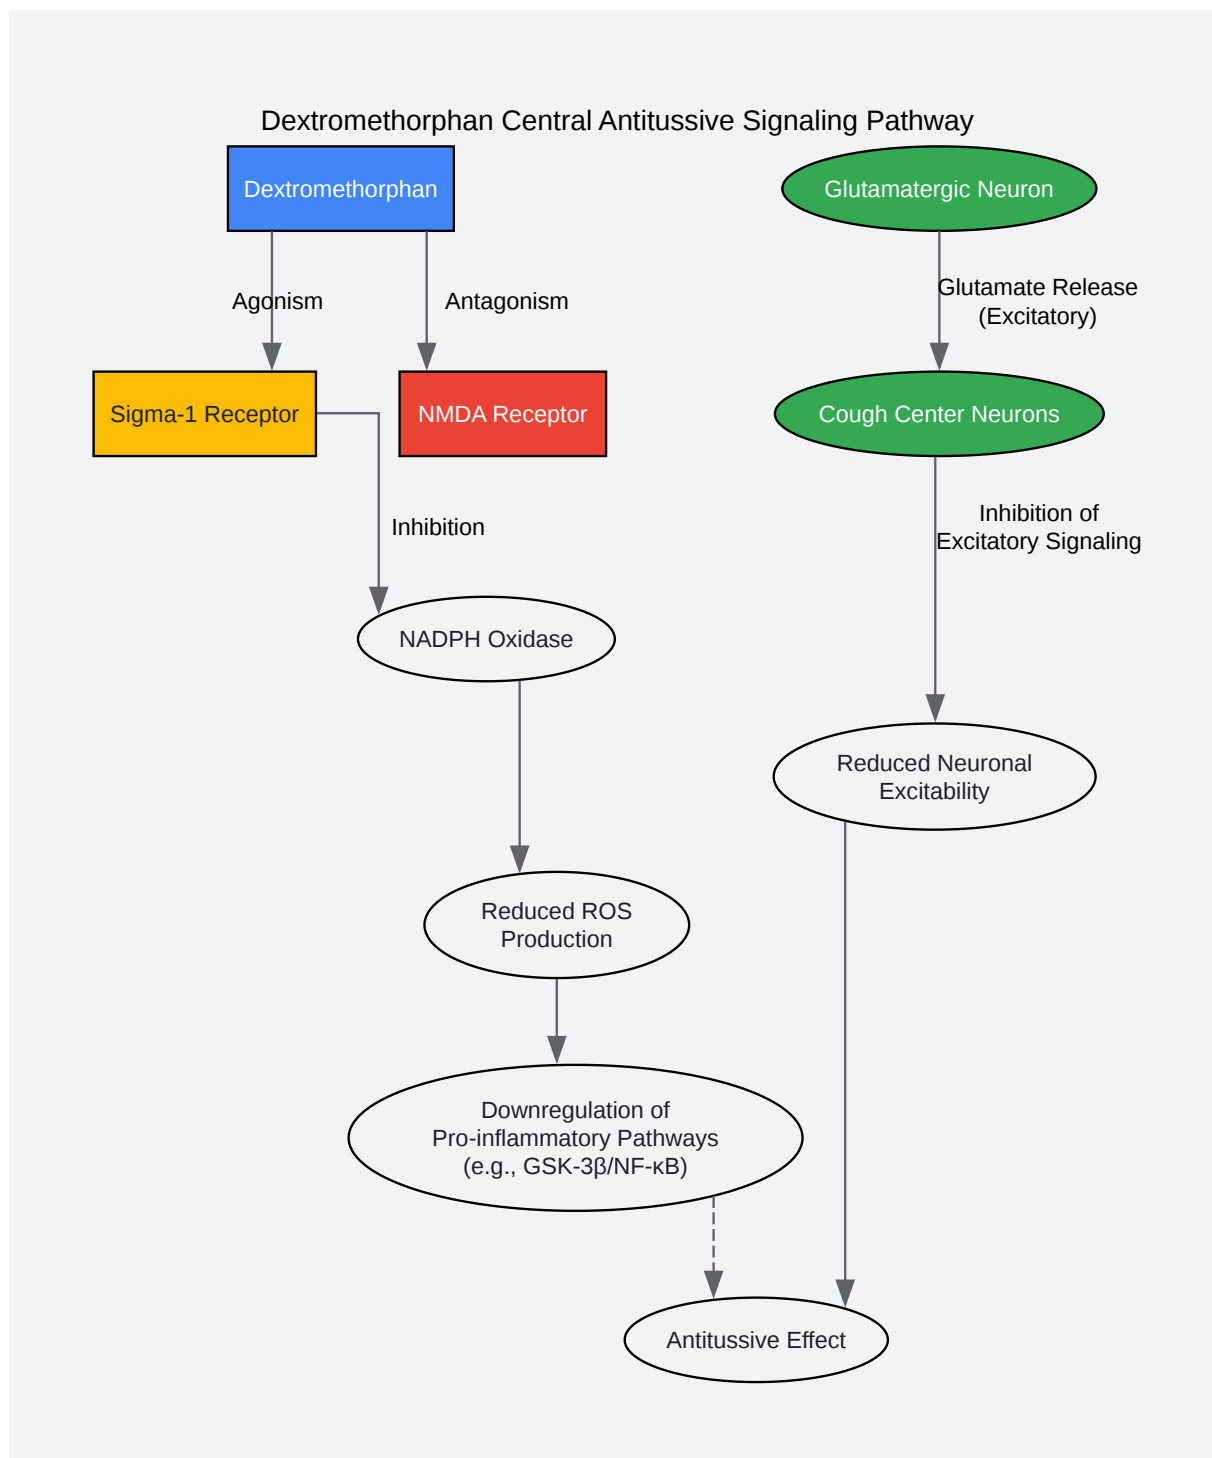 Dextromethorphan Central Antitussive Signaling Pathway
Dextromethorphan
Glutamatergic Neuron
Agonism
Antagonism
Glutamate Release
(Excitatory)
Sigma-1 Receptor
NMDA Receptor
Cough Center Neurons
Inhibition
Inhibition of
Excitatory Signaling
NADPH Oxidase
Reduced Neuronal
Excitability
Reduced ROS
Production
Downregulation of
Pro-inflammatory Pathways
(e.g., GSK-3β/NF-κB)
Antitussive Effect